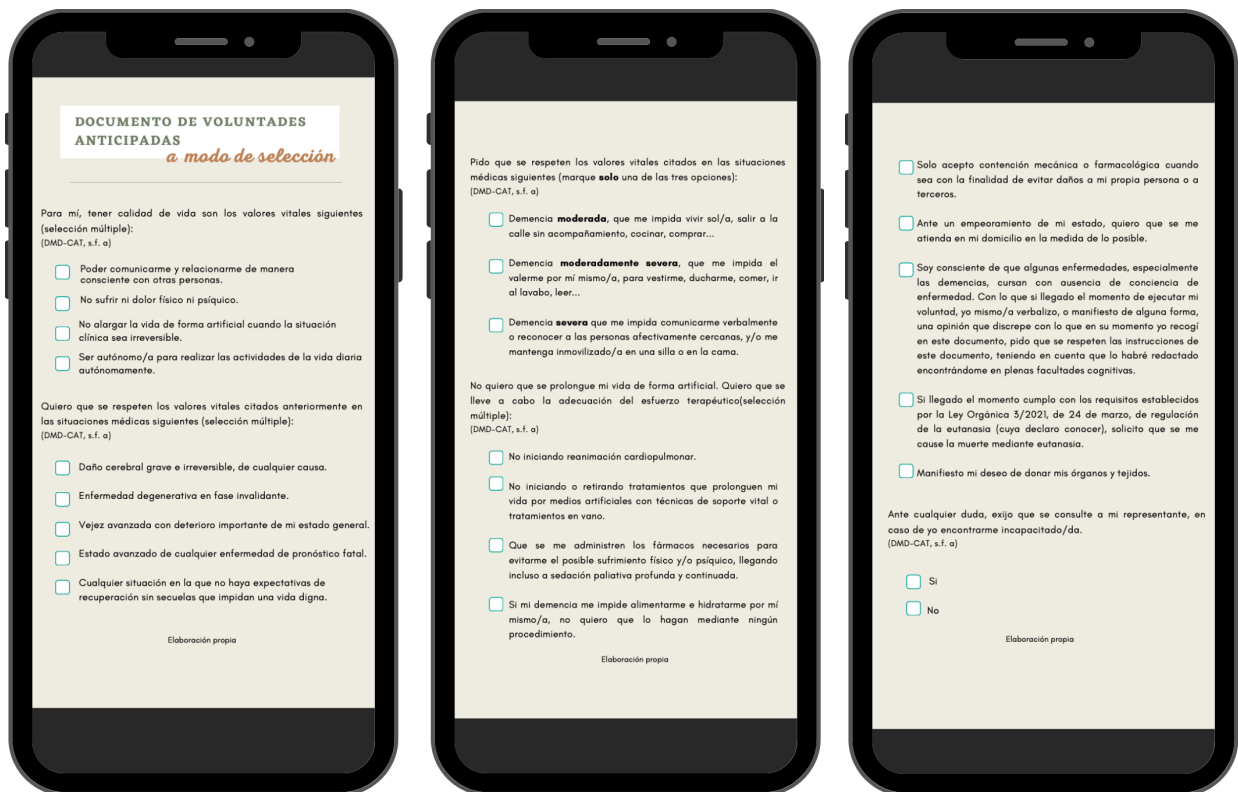 DOCUMENTO DE VOLUNTADES
ANTICIPADAS
a modo de selección
Para mí, tener calidad de vida son los valores vitales siguientes
(selección múltiple):
(DMD-CAT, s.f. a)
Poder comunicarme y relacionarme de manera
consciente con otras personas.
No sufrir ni dolor físico ni psíquico.
No alargar la vida de forma artificial cuando la situación
clínica sea irreversible.
Ser autónomo/a para realizar las actividades de la vida diaria
autónomamente.
Quiero que se respeten los valores vitales citados anteriormente en
las situaciones médicas siguientes (selección múltiple):
(DMD-CAT, s.f. a)
Daño cerebral grave e irreversible, de cualquier causa.
Enfermedad degenerativa en fase invalidante.
Vejez avanzada con deterioro importante de mi estado general.
Estado avanzado de cualquier enfermedad de pronóstico fatal.
Cualquier situación en la que no haya expectativas de
recuperación sin secuelas que impidan una vida digna.
Elaboración propia
Pido que se respeten los valores vitales citados en las situaciones
médicas siguientes (marque solo una de las tres opciones):
(DMD-CAT, s.f. a)
Demencia moderada, que me impida vivir sol/a, salir a la
calle sin acompañamiento, cocinar, comprar...
Demencia moderadamente severa, que me impida el
valerme por mí mismo/a, para vestirme, ducharme, comer, ir
al lavabo, leer...
Demencia severa que me impida comunicarme verbalmente
o reconocer a las personas afectivamente cercanas, y/o me
mantenga inmovilizado/a en una silla o en la cama.
No quiero que se prolongue mi vida de forma artificial. Quiero que se
lleve a cabo la adecuación del esfuerzo terapéutico(selección
múltiple):
(DMD-CAT, s.f. a)
No iniciando reanimación cardiopulmonar.
No iniciando o retirando tratamientos que prolonguen mi
vida por medios artificiales con técnicas de soporte vital o
tratamientos en vano.
Que se me administren los fármacos necesarios para
evitarme el posible sufrimiento físico y/o psíquico, llegando
incluso a sedación paliativa profunda y continuada.
Si mi demencia me impide alimentarme e hidratarme por mí
mismo/a, no quiero que lo hagan mediante ningún
procedimiento.
Elaboración propia
Solo acepto contención mecánica o farmacológica cuando
sea con la finalidad de evitar daños a mi propia persona o a
terceros.
Ante un empeoramiento de mi estado, quiero que se me
atienda en mi domicilio en la medida de lo posible.
Soy consciente de que algunas enfermedades, especialmente
las demencias, cursan con ausencia de conciencia de
enfermedad. Con lo que si llegado el momento de ejecutar mi
voluntad, yo mismo/a verbalizo, o manifiesto de alguna forma,
una opinión que discrepe con lo que en su momento yo recogí
en este documento, pido que se respeten las instrucciones de
este documento, teniendo en cuenta que lo habré redactado
encontrándome en plenas facultades cognitivas.
Si llegado el momento cumplo con los requisitos establecidos
por la Ley Orgánica 3/2021, de 24 de marzo, de regulación
de la eutanasia (cuya declaro conocer), solicito que se me
cause la muerte mediante eutanasia.
Manifiesto mi deseo de donar mis órganos y tejidos.
Ante cualquier duda, exijo que se consulte a mi representante, en
caso de yo encontrarme incapacitado/da.
(DMD-CAT, s.f. a)
Si
No
Elaboración propia